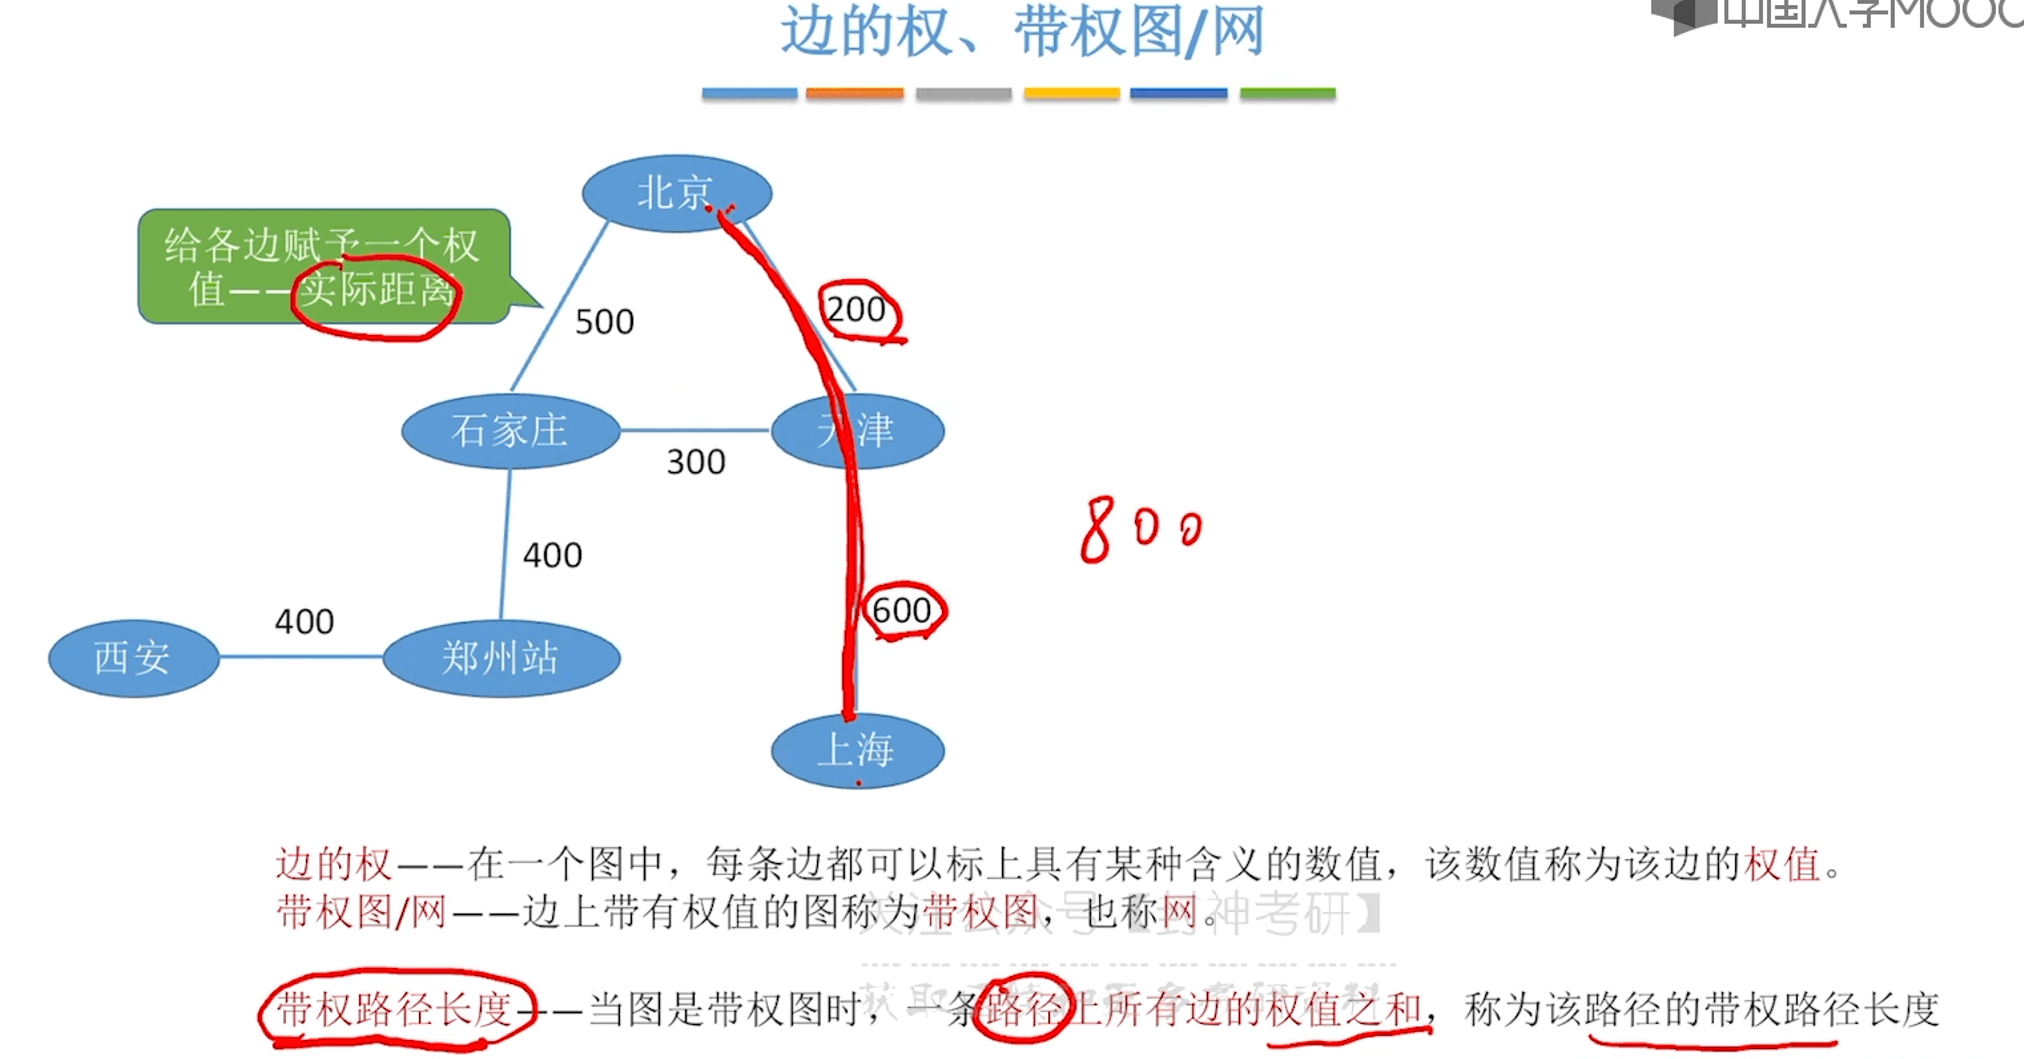 边的权、带权图/网
中国大学MOOC
北京
给各边赋予一个权
值——实际距离
500
200
石家庄
天津
300
800
400
600
400
西安
郑州站
上海
边的权——在一个图中，每条边都可以标上具有某种含义的数值，该数值称为该边的权值。
带权图/网——边上带有权值的图称为带权图，也称网。
关注公众号【封神考研】
带权路径长度——当图是带权图时，一条路径上所有边的权值之和，称为该路径的带权路径长度
获取
考研资料